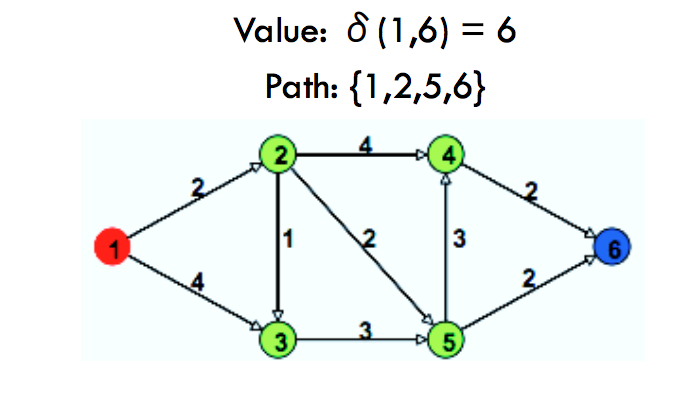 Value: δ (1,6) = 6
Path: {1,2,5,6}
2 4 4
2 2
1 1 2 3 6
4 2
3 3 5